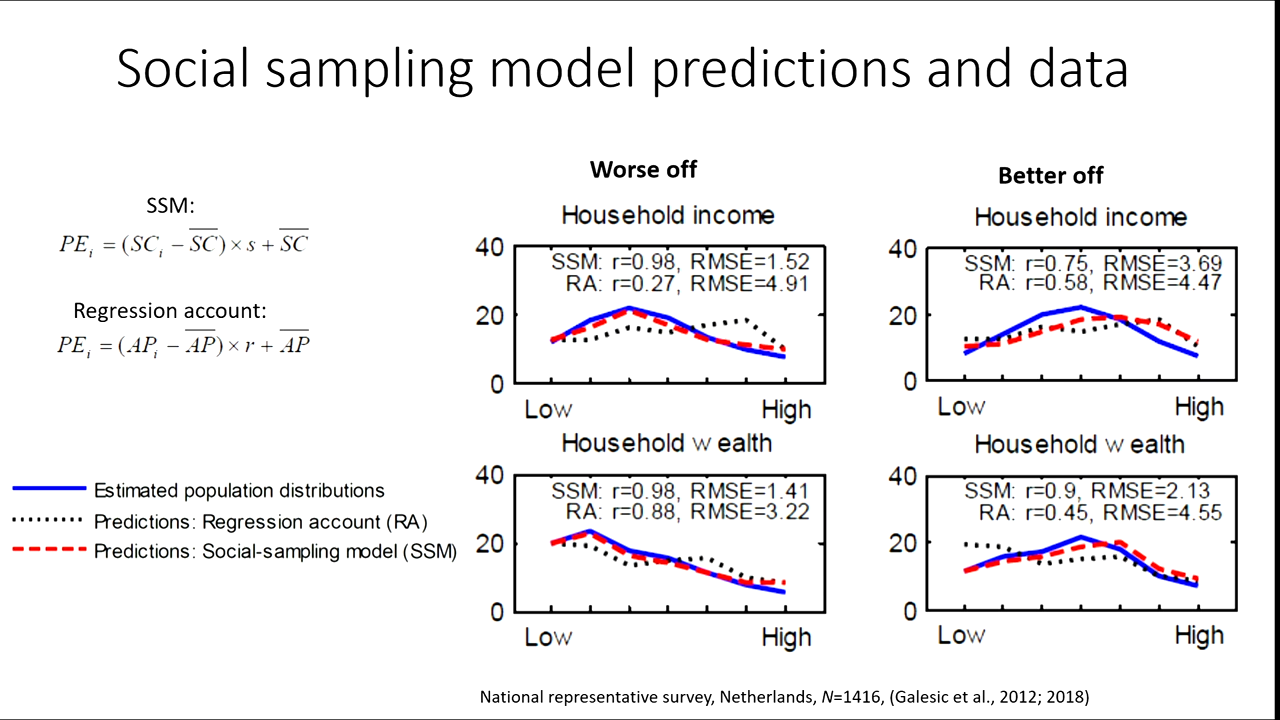 Social sampling model predictions and data
SSM:
PE_i = (SC_i − \overline{SC}) × s + \overline{SC}
Regression account:
PE_i = (AP_i − \overline{AP}) × r + \overline{AP}
Estimated population distributions
Predictions: Regression account (RA)
Predictions: Social-sampling model (SSM)
Worse off
Household income
40
20
0
SSM: r=0.98, RMSE=1.52
RA: r=0.27, RMSE=4.91
Low High
Household w ealth
40
20
0
SSM: r=0.98, RMSE=1.41
RA: r=0.88, RMSE=3.22
Low High
Better off
Household income
40
20
0
SSM: r=0.75, RMSE=3.69
RA: r=0.58, RMSE=4.47
Low High
Household w ealth
40
20
0
SSM: r=0.9, RMSE=2.13
RA: r=0.45, RMSE=4.55
Low High
National representative survey, Netherlands, N=1416, (Galesic et al., 2012; 2018)